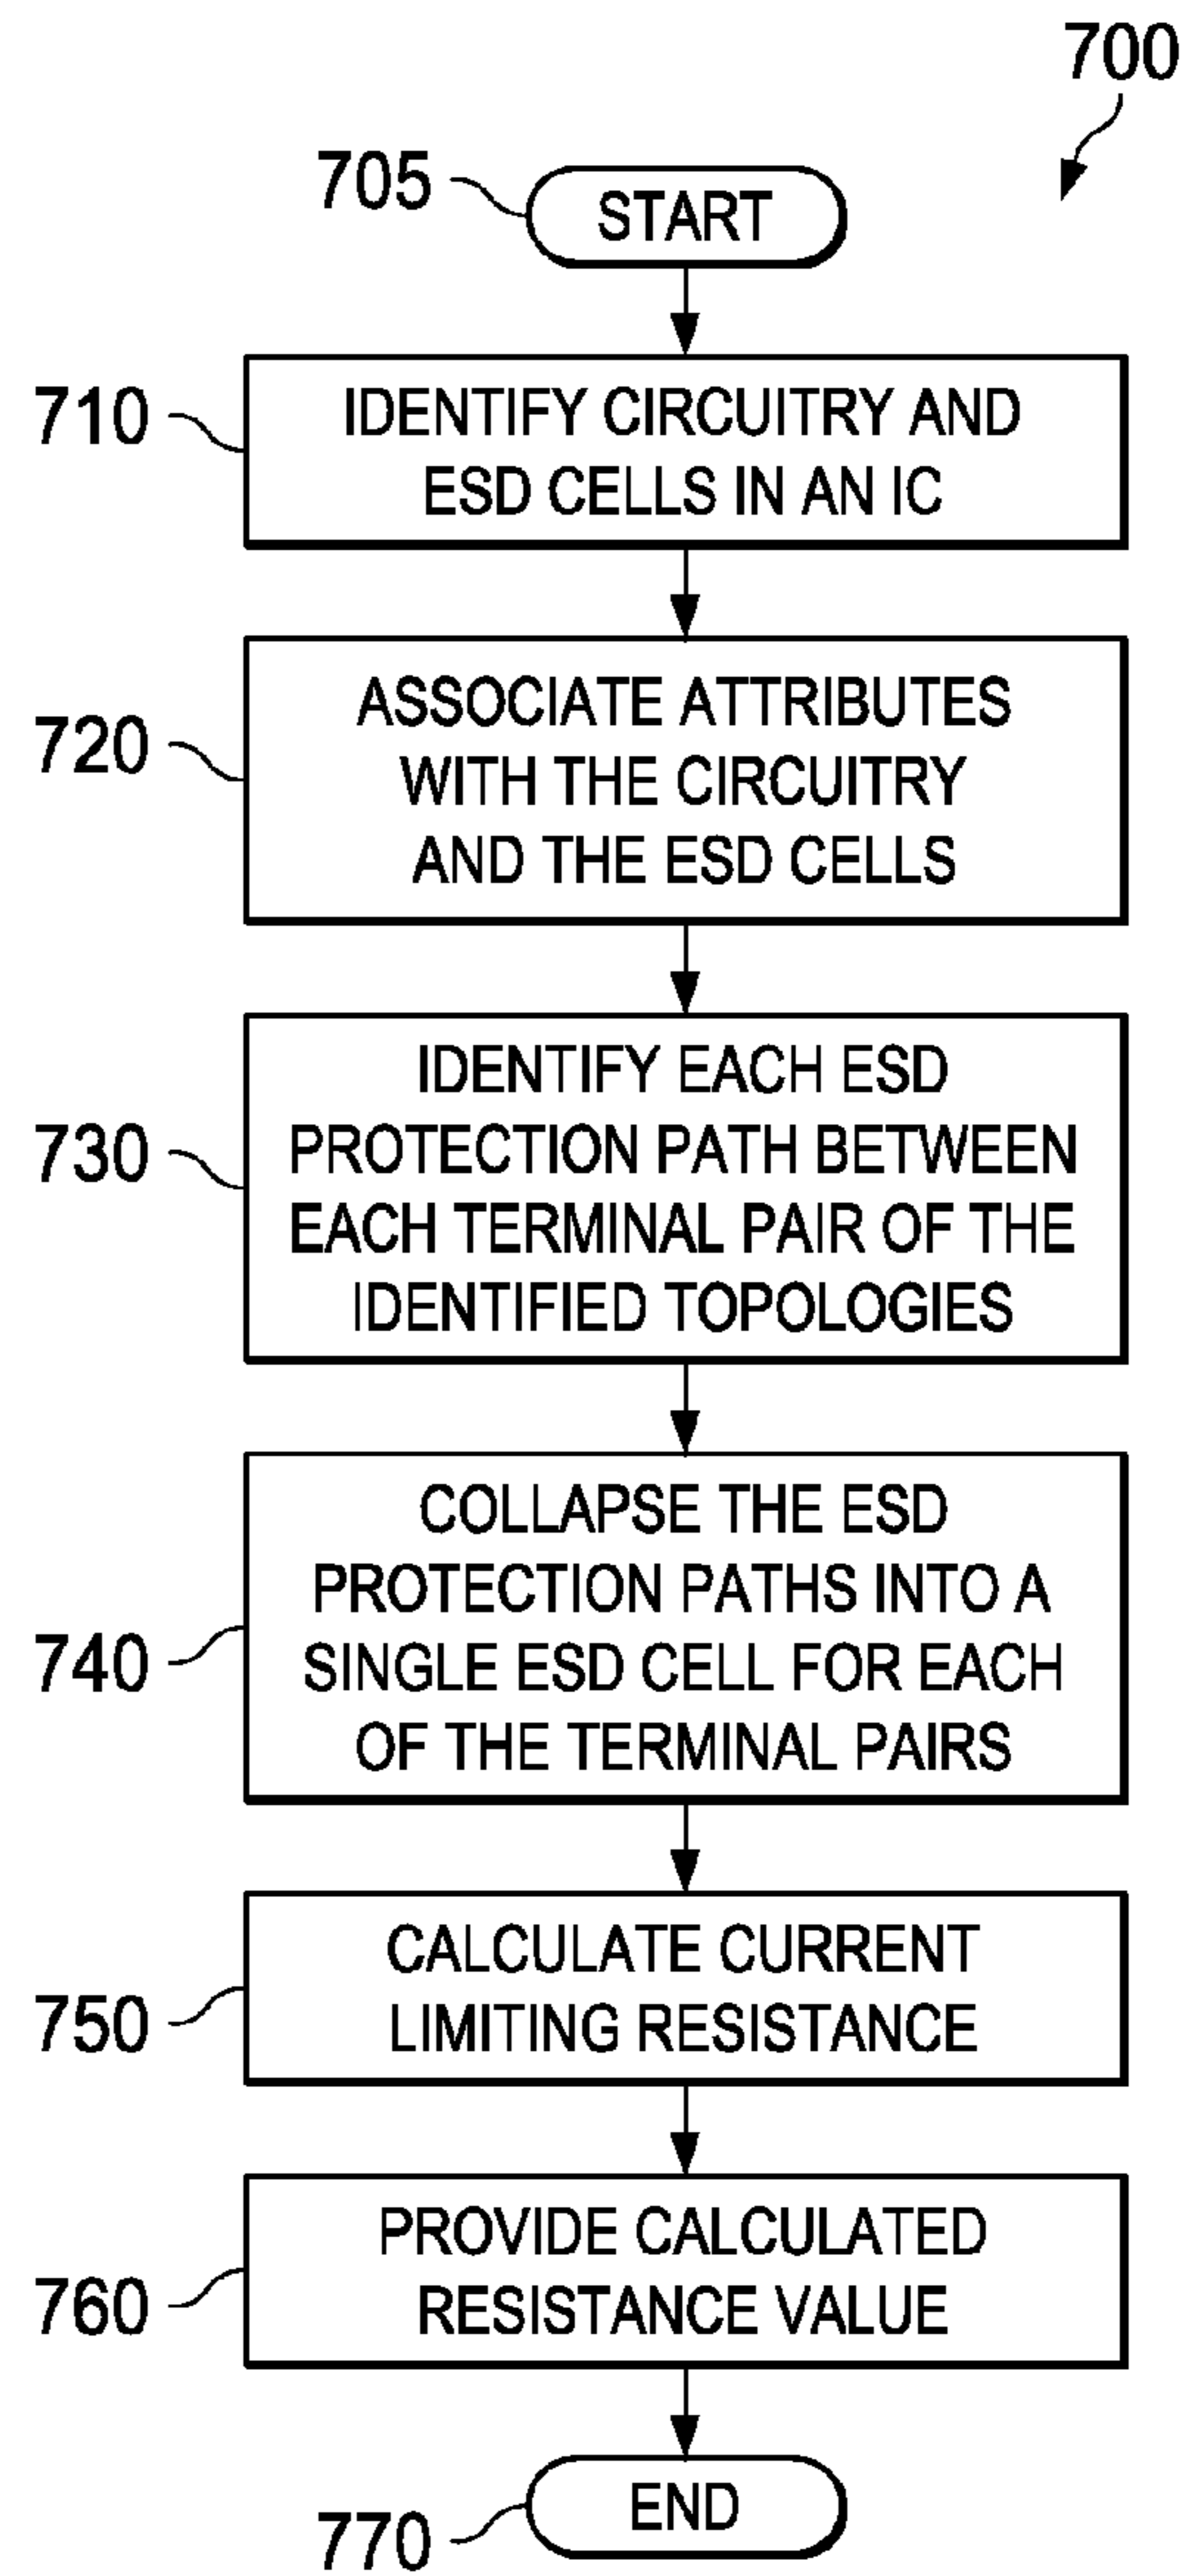 700
705
START
710
IDENTIFY CIRCUITRY AND
ESD CELLS IN AN IC
720
ASSOCIATE ATTRIBUTES
WITH THE CIRCUITRY
AND THE ESD CELLS
730
IDENTIFY EACH ESD
PROTECTION PATH BETWEEN
EACH TERMINAL PAIR OF THE
IDENTIFIED TOPOLOGIES
740
COLLAPSE THE ESD
PROTECTION PATHS INTO A
SINGLE ESD CELL FOR EACH
OF THE TERMINAL PAIRS
750
CALCULATE CURRENT
LIMITING RESISTANCE
760
PROVIDE CALCULATED
RESISTANCE VALUE
770
END